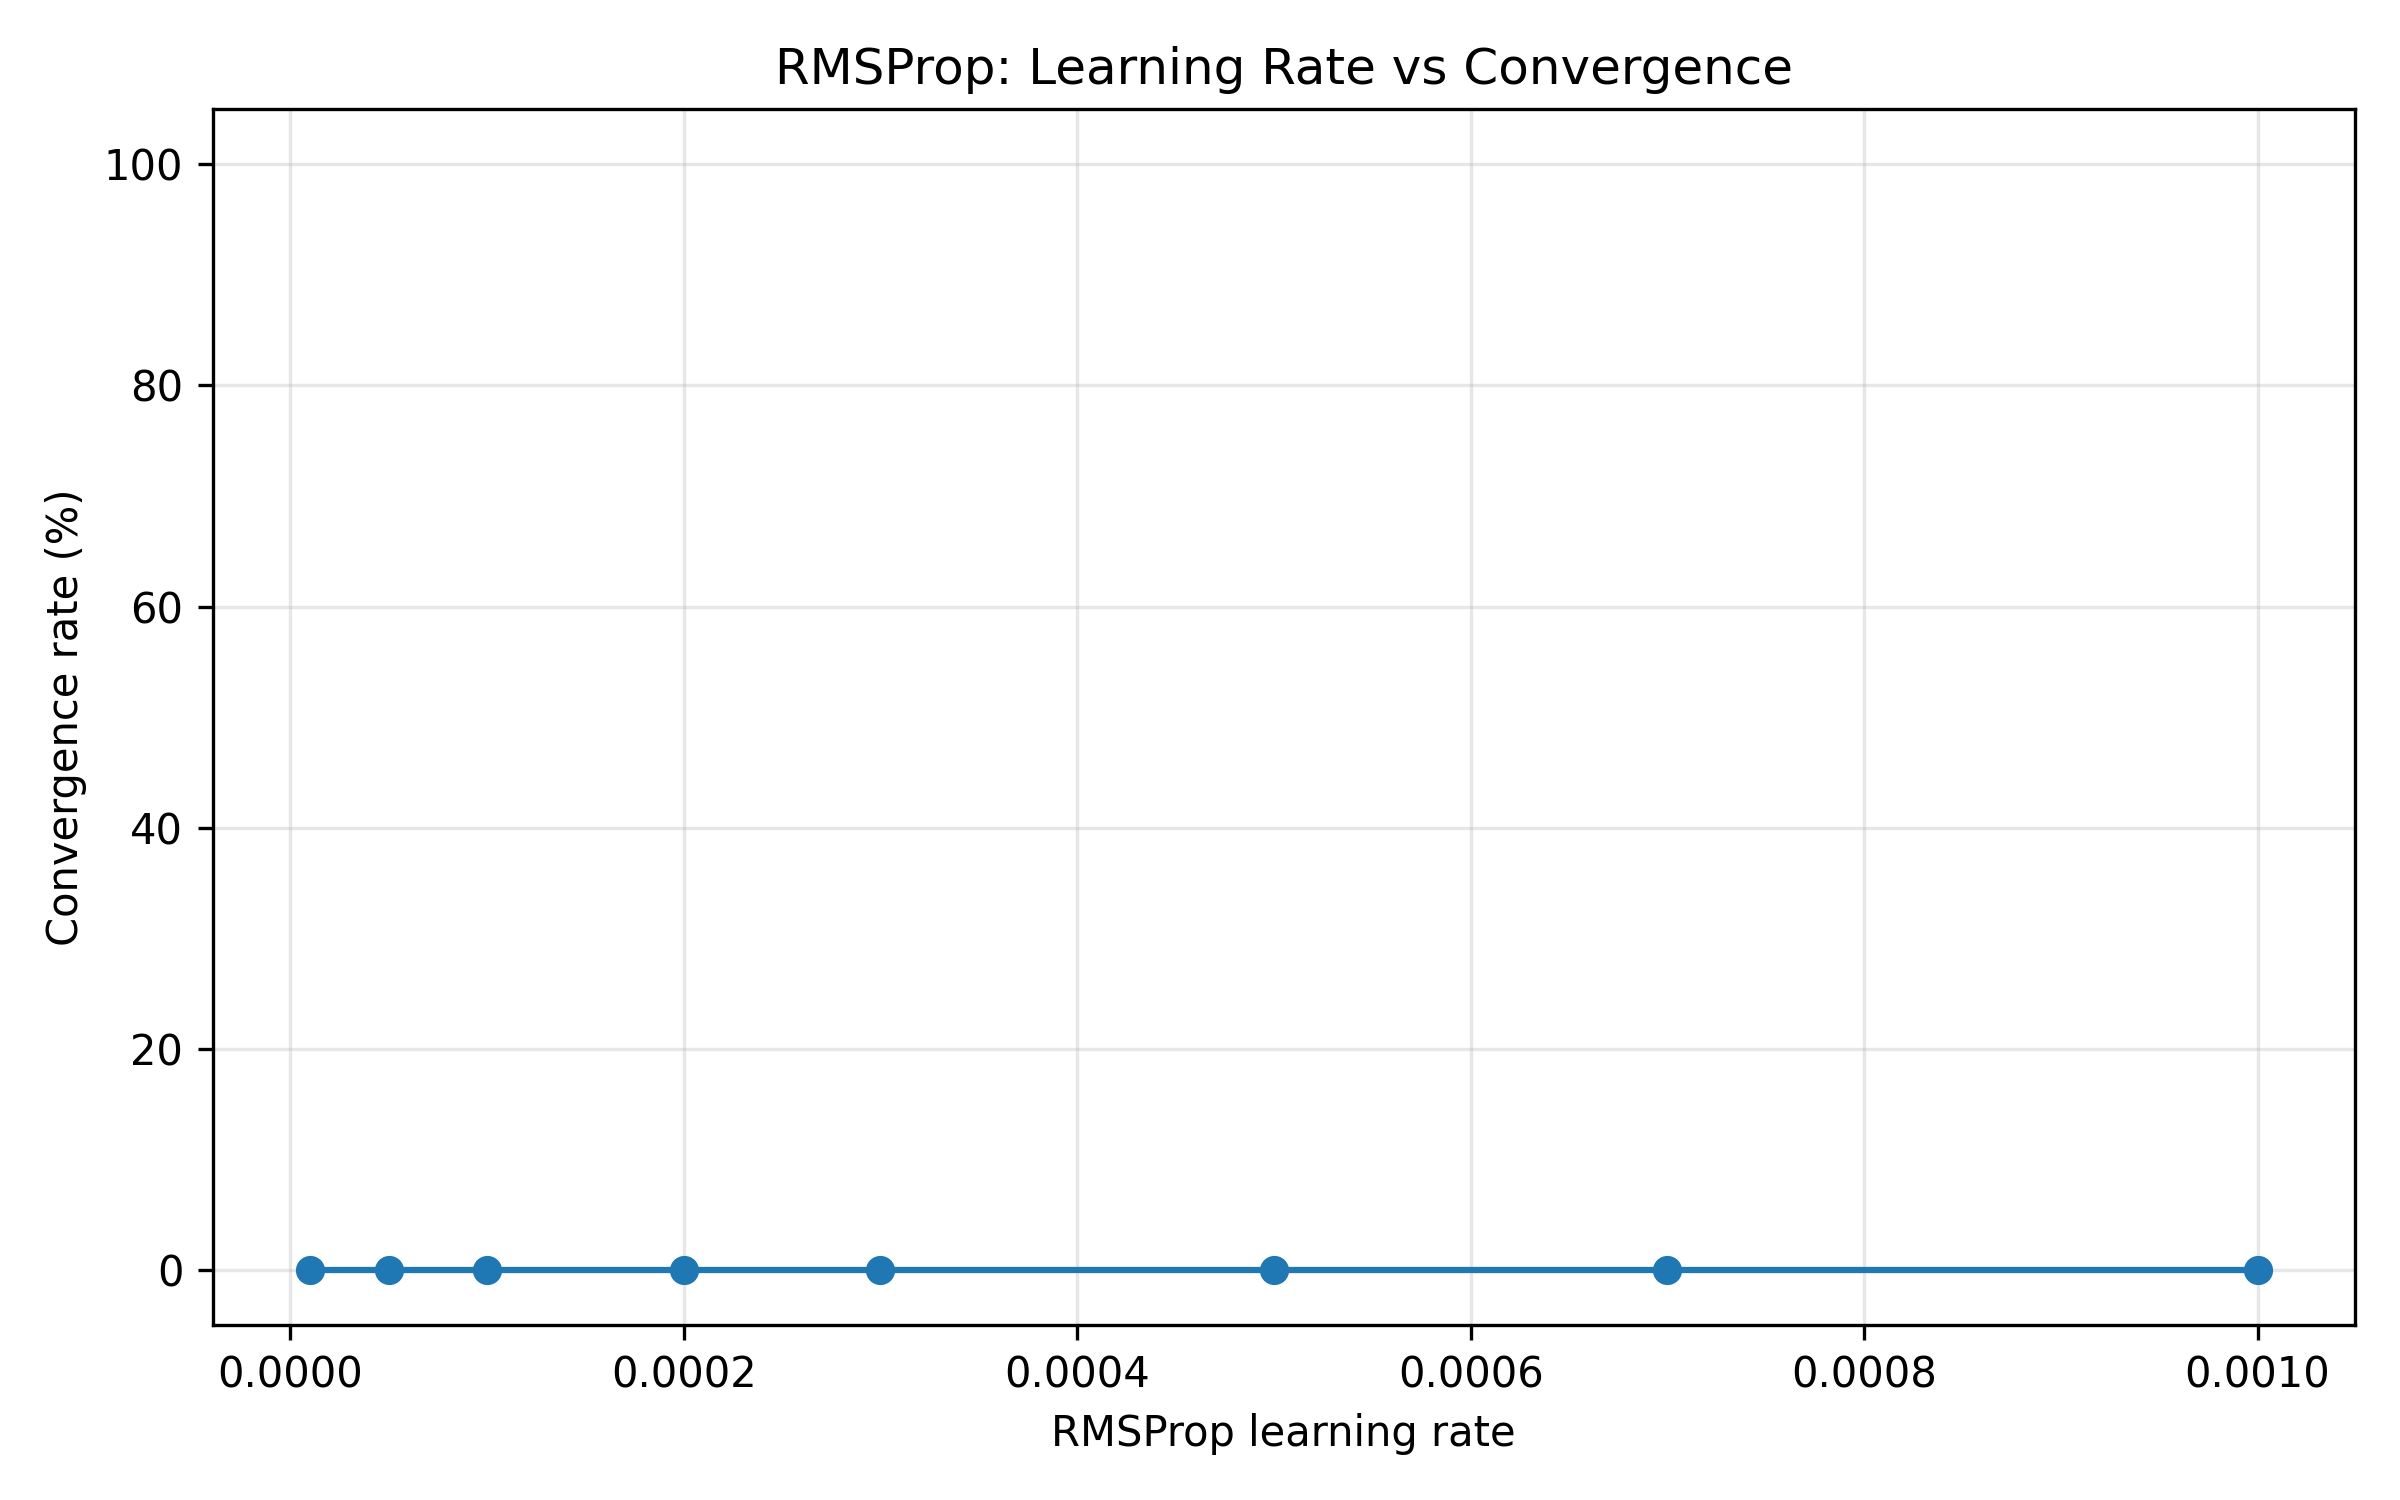 RMSProp: Learning Rate vs Convergence
Convergence rate (%)
100
80
60
40
20
0
0.0000 0.0002 0.0004 0.0006 0.0008 0.0010
RMSProp learning rate